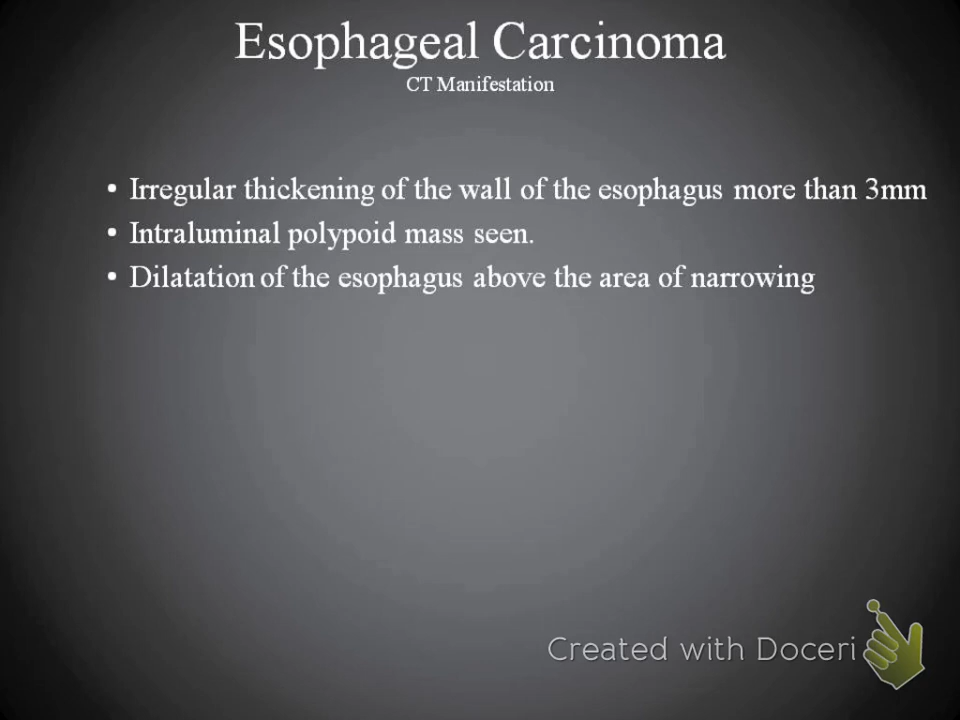 Esophageal Carcinoma
CT Manifestation
• Irregular thickening of the wall of the esophagus more than 3mm
• Intraluminal polypoid mass seen.
• Dilatation of the esophagus above the area of narrowing
Created with Doceri